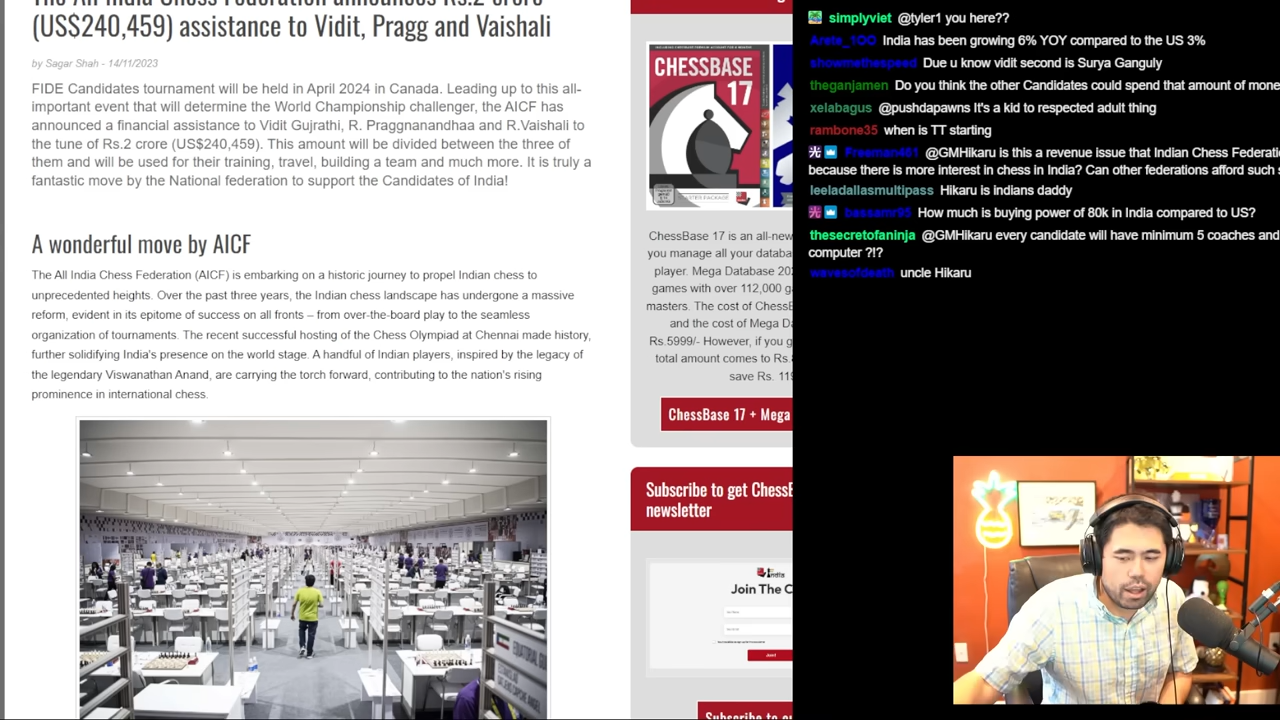 The All India Chess Federation announces Rs.2 crore
(US$240,459) assistance to Vidit, Pragg and Vaishali
by Sagar Shah - 14/11/2023
FIDE Candidates tournament will be held in April 2024 in Canada. Leading up to this all-
important event that will determine the World Championship challenger, the AICF has
announced a financial assistance to Vidit Gujrathi, R. Praggnanandhaa and R.Vaishali to
the tune of Rs.2 crore (US$240,459). This amount will be divided between the three of
them and will be used for their training, travel, building a team and much more. It is truly a
fantastic move by the National federation to support the Candidates of India!
A wonderful move by AICF
The All India Chess Federation (AICF) is embarking on a historic journey to propel Indian chess to
unprecedented heights. Over the past three years, the Indian chess landscape has undergone a massive
reform, evident in its epitome of success on all fronts – from over-the-board play to the seamless
organization of tournaments. The recent successful hosting of the Chess Olympiad at Chennai made history,
further solidifying India's presence on the world stage. A handful of Indian players, inspired by the legacy of
the legendary Viswanathan Anand, are carrying the torch forward, contributing to the nation's rising
prominence in international chess.
CHESSBASE
17
STARTER PACKAGE
ChessBase 17 is an all-new
you manage all your databa
player. Mega Database 20
games with over 112,000 g
masters. The cost of ChessB
and the cost of Mega Da
Rs.5999/- However, if you g
total amount comes to Rs.
save Rs. 119
ChessBase 17 + Mega
Subscribe to get ChessB
newsletter
India
Join The C
Subscribe to
simplyviet @tyler1 you here??
Arete_1OO India has been growing 6% YOY compared to the US 3%
showmethespeed Due u know vidit second is Surya Ganguly
theganjamen Do you think the other Candidates could spend that amount of mone
xelabagus @pushdapawns It's a kid to respected adult thing
rambone35 when is TT starting
Freeman461 @GMHikaru is this a revenue issue that Indian Chess Federati
because there is more interest in chess in India? Can other federations afford such s
leeladallasmultipass Hikaru is indians daddy
bassamr95 How much is buying power of 80k in India compared to US?
thesecretofaninja @GMHikaru every candidate will have minimum 5 coaches and
computer ?!?
wavesofdeath uncle Hikaru